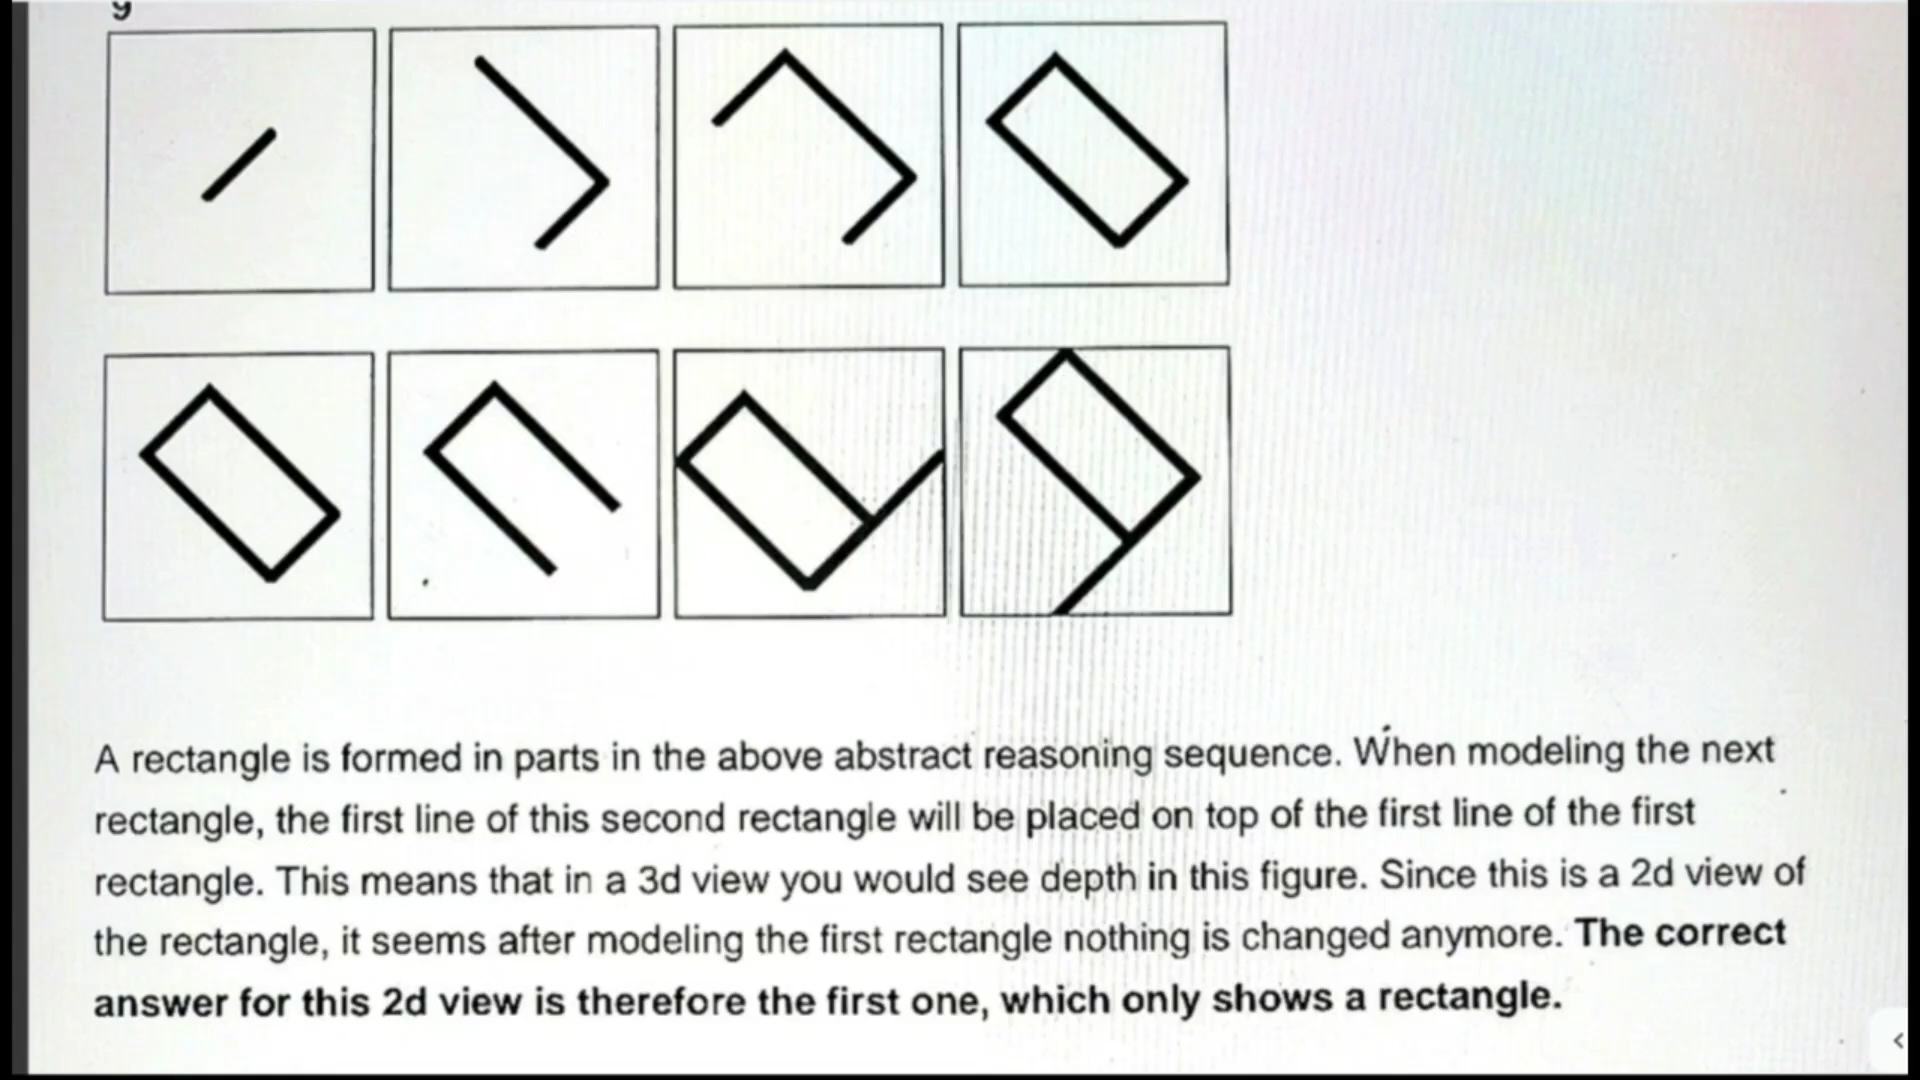 A rectangle is formed in parts in the above abstract reasoning sequence. When modeling the next
rectangle, the first line of this second rectangle will be placed on top of the first line of the first
rectangle. This means that in a 3d view you would see depth in this figure. Since this is a 2d view of
the rectangle, it seems after modeling the first rectangle nothing is changed anymore. The correct
answer for this 2d view is therefore the first one, which only shows a rectangle.